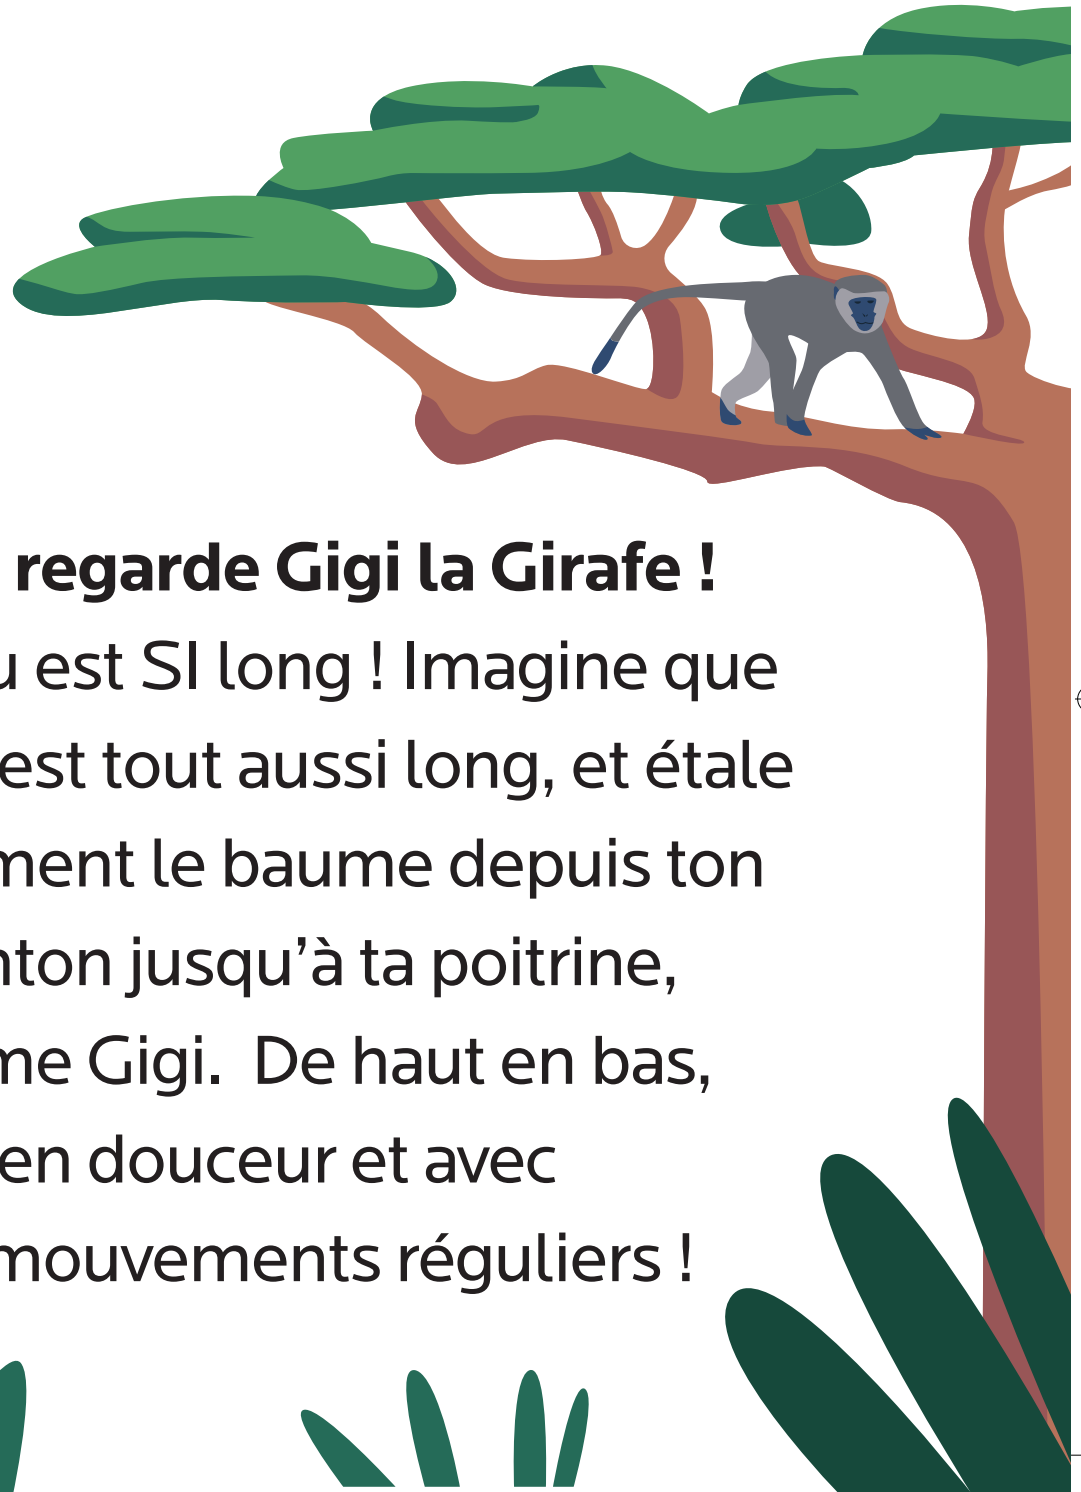 regarde Gigi la Girafe !
u est SI long ! Imagine que
est tout aussi long, et étale
ment le baume depuis ton
nton jusqu’à ta poitrine,
me Gigi. De haut en bas,
en douceur et avec
mouvements réguliers !